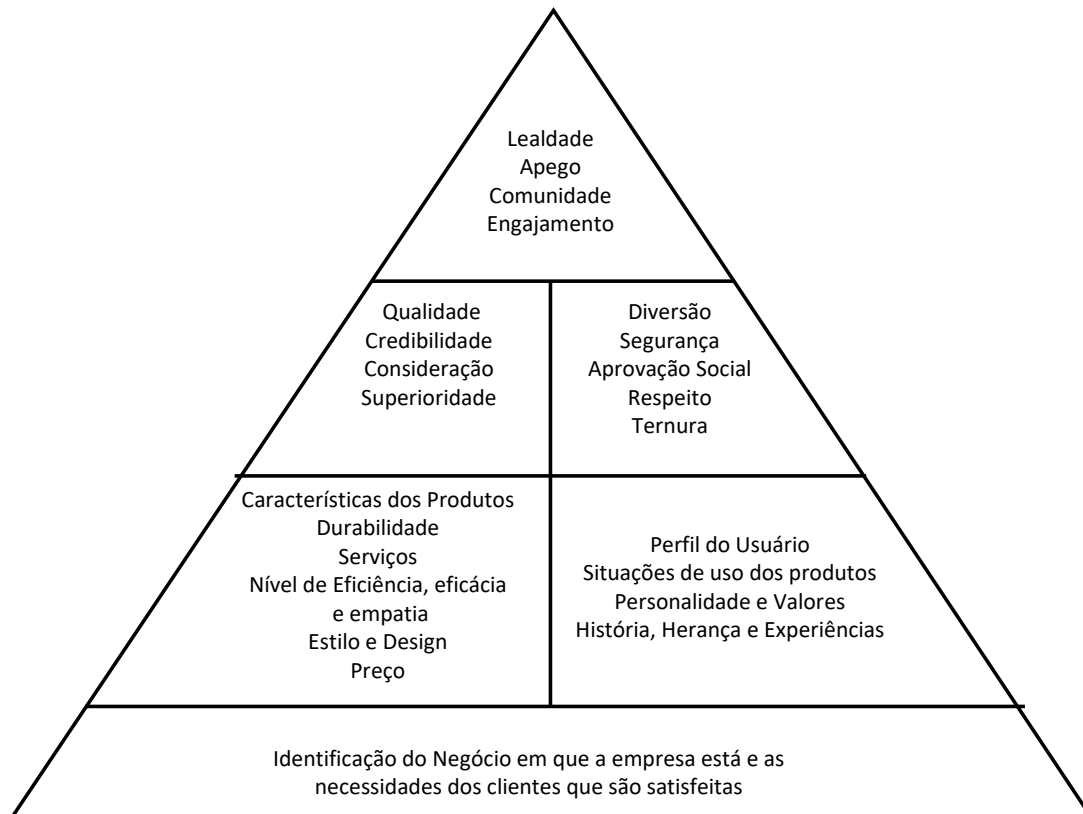 Lealdade
Apego
Comunidade
Engajamento
Qualidade
Credibilidade
Consideração
Superioridade
Diversão
Segurança
Aprovação Social
Respeito
Ternura
Características dos Produtos
Durabilidade
Serviços
Nível de Eficiência, eficácia
e empatia
Estilo e Design
Preço
Perfil do Usuário
Situações de uso dos produtos
Personalidade e Valores
História, Herança e Experiências
Identificação do Negócio em que a empresa está e as
necessidades dos clientes que são satisfeitas